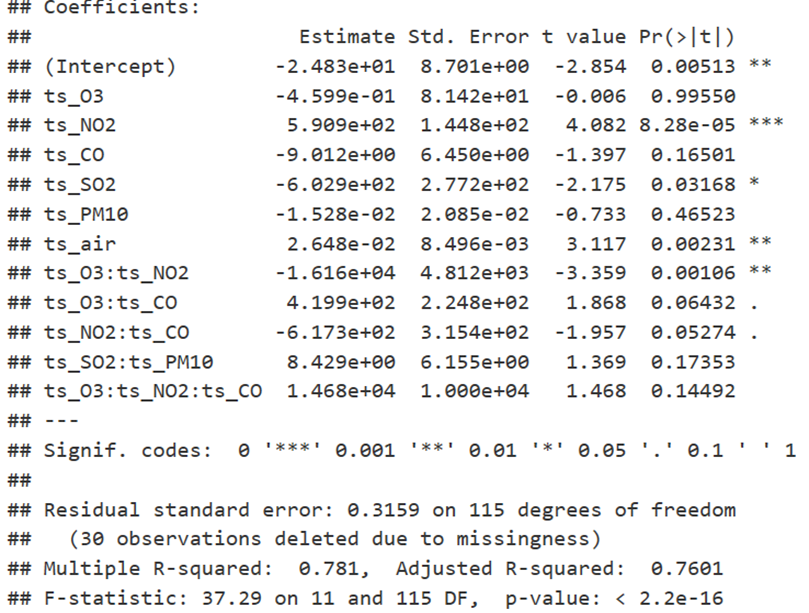 ## Coefficients:
##                     Estimate Std. Error t value Pr(>|t|)
## (Intercept)       -2.483e+01  8.701e+00  -2.854  0.00513 **
## ts_O3             -4.599e-01  8.142e+01  -0.006  0.99550
## ts_NO2             5.909e+02  1.448e+02   4.082 8.28e-05 ***
## ts_CO             -9.012e+00  6.450e+00  -1.397  0.16501
## ts_SO2            -6.029e+02  2.772e+02  -2.175  0.03168 *
## ts_PM10           -1.528e-02  2.085e-02  -0.733  0.46523
## ts_air             2.648e-02  8.496e-03   3.117  0.00231 **
## ts_O3:ts_NO2      -1.616e+04  4.812e+03  -3.359  0.00106 **
## ts_O3:ts_CO        4.199e+02  2.248e+02   1.868  0.06432 .
## ts_NO2:ts_CO      -6.173e+02  3.154e+02  -1.957  0.05274 .
## ts_SO2:ts_PM10     8.429e+00  6.155e+00   1.369  0.17353
## ts_O3:ts_NO2:ts_CO  1.468e+04  1.000e+04   1.468  0.14492
## ---
## Signif. codes:  0 '***' 0.001 '**' 0.01 '*' 0.05 '.' 0.1 ' ' 1
##
## Residual standard error: 0.3159 on 115 degrees of freedom
##   (30 observations deleted due to missingness)
## Multiple R-squared:  0.781,  Adjusted R-squared:  0.7601
## F-statistic: 37.29 on 11 and 115 DF,  p-value: < 2.2e-16